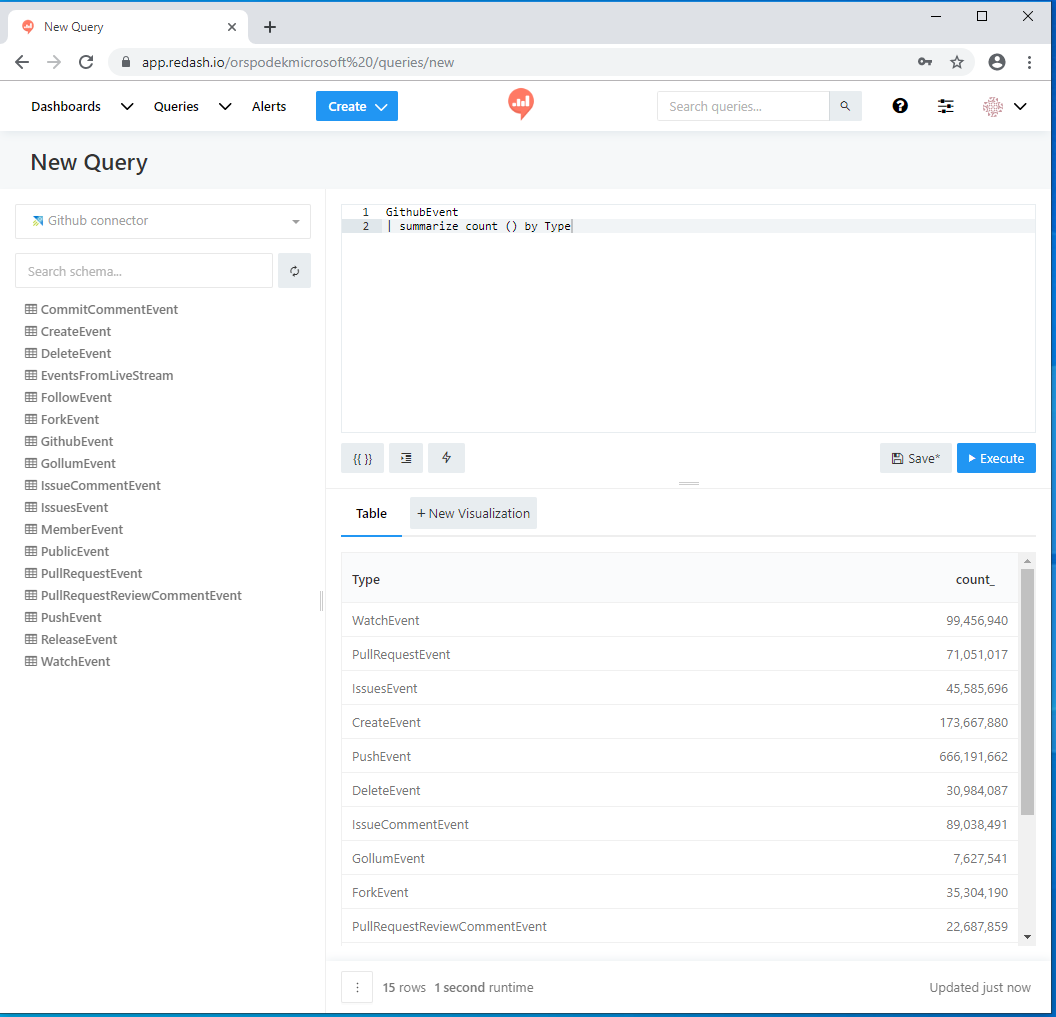 New Query
app.redash.io/orspodekmicrosoft%20/queries/new
Dashboards Queries Alerts Create Search queries...
New Query
Github connector
Search schema...
CommitCommentEvent
CreateEvent
DeleteEvent
EventsFromLiveStream
FollowEvent
ForkEvent
GithubEvent
GollumEvent
IssueCommentEvent
IssuesEvent
MemberEvent
PublicEvent
PullRequestEvent
PullRequestReviewCommentEvent
PushEvent
ReleaseEvent
WatchEvent
1 GithubEvent
2 | summarize count () by Type
{{ }} Save* Execute
Table + New Visualization
Type count_
WatchEvent 99,456,940
PullRequestEvent 71,051,017
IssuesEvent 45,585,696
CreateEvent 173,667,880
PushEvent 666,191,662
DeleteEvent 30,984,087
IssueCommentEvent 89,038,491
GollumEvent 7,627,541
ForkEvent 35,304,190
PullRequestReviewCommentEvent 22,687,859
15 rows 1 second runtime Updated just now